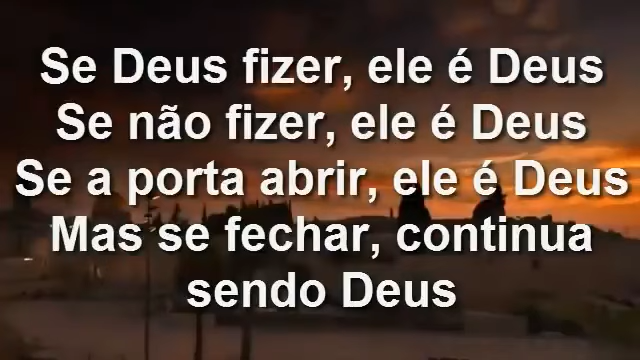 Se Deus fizer, ele é Deus
Se não fizer, ele é Deus
Se a porta abrir, ele é Deus
Mas se fechar, continua
sendo Deus